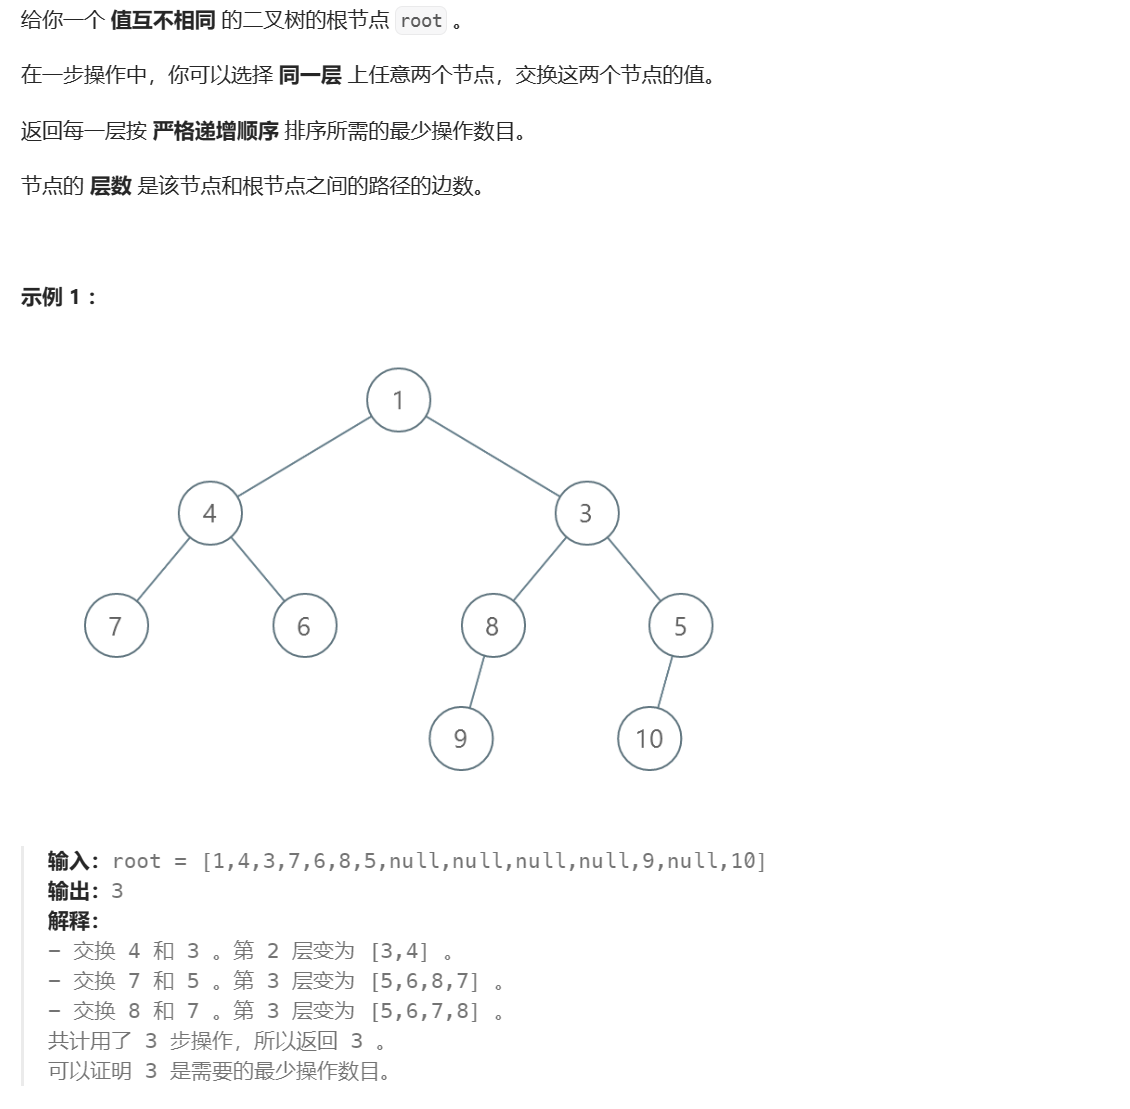 给你一个 值互不相同 的二叉树的根节点 root 。
在一步操作中，你可以选择 同一层 上任意两个节点，交换这两个节点的值。
返回每一层按 严格递增顺序 排序所需的最少操作数目。
节点的 层数 是该节点和根节点之间的路径的边数。
示例 1 ：
1
4 3
7 6 8 5
9 10
输入：root = [1,4,3,7,6,8,5,null,null,null,null,9,null,10]
输出：3
解释：
- 交换 4 和 3 。第 2 层变为 [3,4] 。
- 交换 7 和 5 。第 3 层变为 [5,6,8,7] 。
- 交换 8 和 7 。第 3 层变为 [5,6,7,8] 。
共计用了 3 步操作，所以返回 3 。
可以证明 3 是需要的最少操作数目。